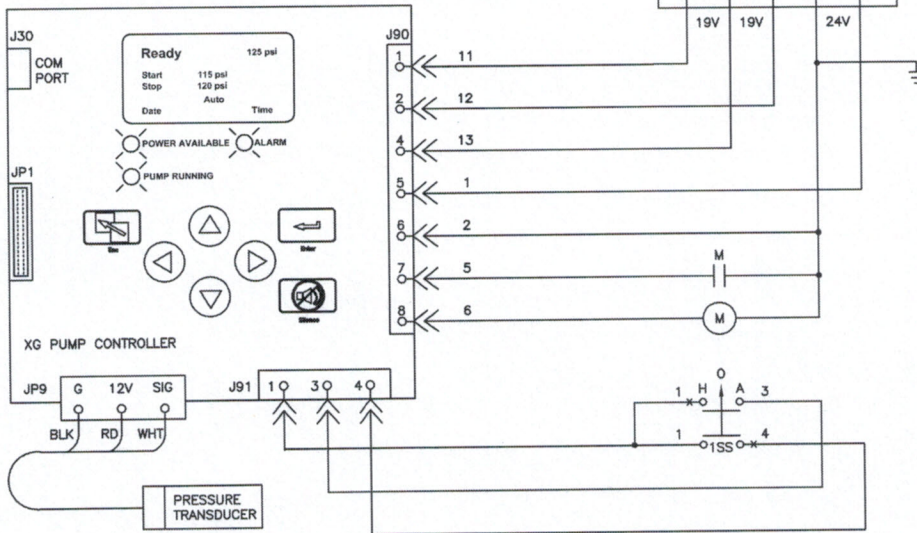 19V 19V 24V
J30
COM
PORT
Ready 125 psi
Start 115 psi
Stop 120 psi
Auto
Date Time
POWER AVAILABLE ALARM
PUMP RUNNING
JP1
Esc
Enter
Silence
J90
1 11
2 12
4 13
5 1
6 2
7 5
8 6
M
M
XG PUMP CONTROLLER
JP9 G 12V SIG
BLK RD WHT
J91 1 3 4
PRESSURE
TRANSDUCER
0
1 H A 3
1 1SS 4